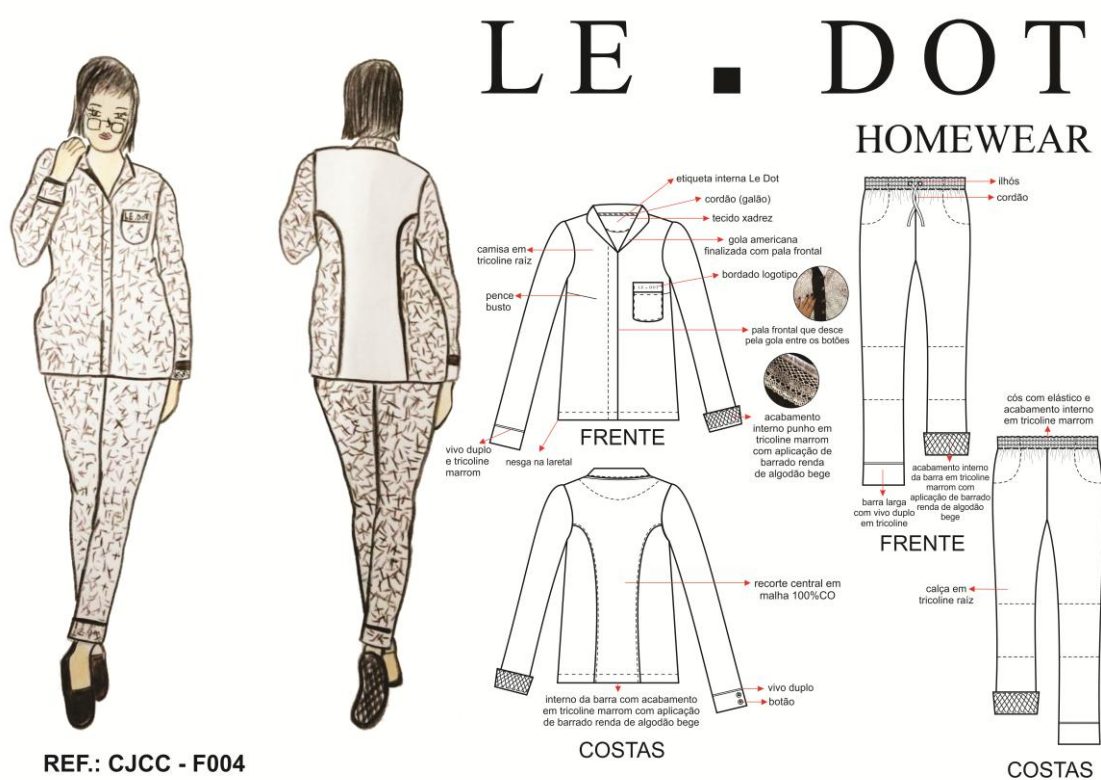 LE . DOT
HOMEWEAR
LE.DOT
etiqueta interna Le Dot
cordão (galão)
tecido xadrez
gola americana
finalizada com pala frontal
camisa em
tricoline raíz
bordado logotipo
LE . DOT
pence
busto
pala frontal que desce
pela gola entre os botões
acabamento
interno punho em
tricoline marrom
com aplicação de
barrado renda
de algodão bege
FRENTE
vivo duplo
e tricoline
marrom
nesga na laretal
ilhós
cordão
cós com elástico e
acabamento interno
em tricoline marrom
acabamento interno
da barra em tricoline
marrom com
aplicação de barrado
renda de algodão
bege
barra larga
com vivo duplo
em tricoline
FRENTE
recorte central em
malha 100%CO
calça em
tricoline raíz
vivo duplo
botão
interno da barra com acabamento
em tricoline marrom com aplicação
de barrado renda de algodão bege
COSTAS
COSTAS
REF.: CJCC - F004